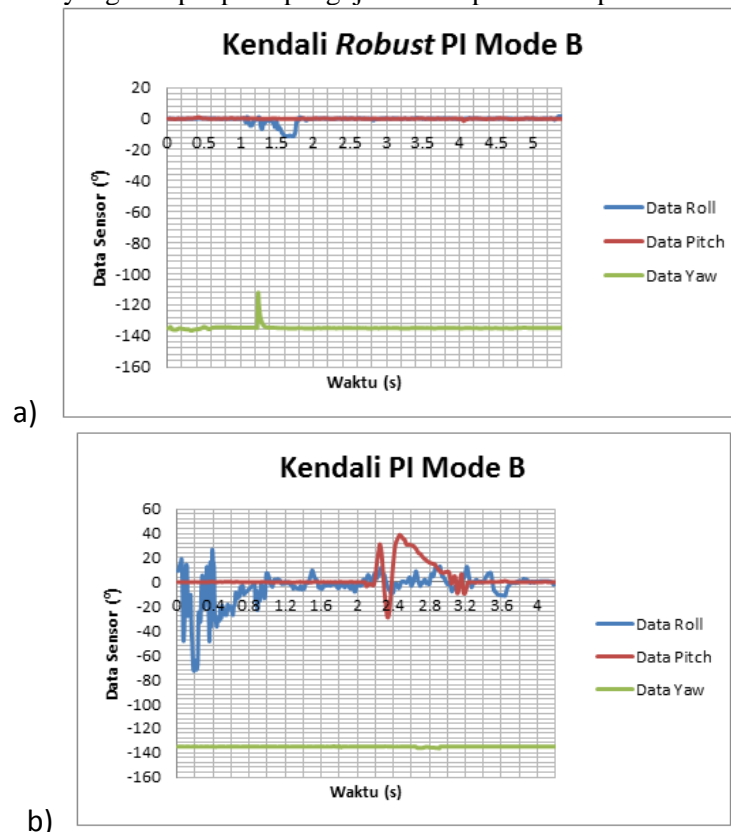 Kendali Robust PI Mode B
20
0
-20
-40
-60
-80
-100
-120
-140
-160
0 0.5 1 1.5 2 2.5 3 3.5 4 4.5 5
Data Sensor (⁰)
Waktu (s)
Data Roll
Data Pitch
Data Yaw
a)
Kendali PI Mode B
60
40
20
0
-20
-40
-60
-80
-100
-120
-140
-160
0 0.4 0.8 1.2 1.6 2 2.4 2.8 3.2 3.6 4
Data Sensor (⁰)
Waktu (s)
Data Roll
Data Pitch
Data Yaw
b)